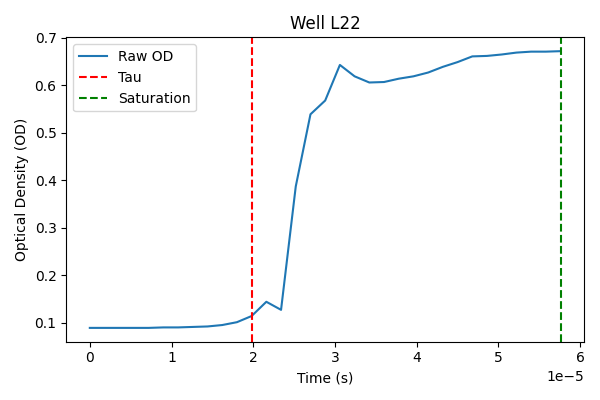 Well L22
Raw OD
Tau
Saturation
Optical Density (OD)
0.7
0.6
0.5
0.4
0.3
0.2
0.1
0 1 2 3 4 5 6
1e−5
Time (s)